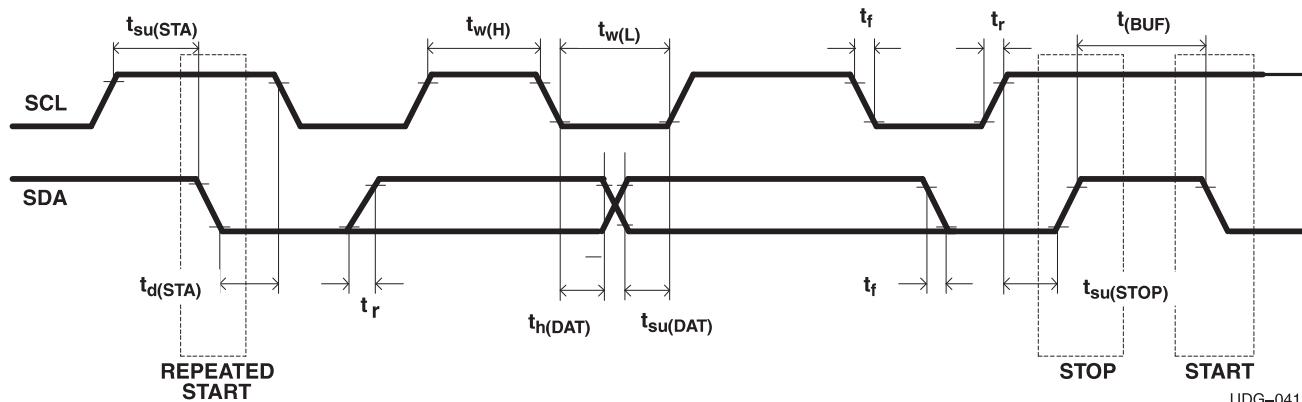 tsu(STA)
tw(H)
tw(L)
tf
tr
t(BUF)
SCL
SDA
td(STA)
tr
th(DAT)
tsu(DAT)
tf
tsu(STOP)
REPEATED
START
STOP
START
UDG–041